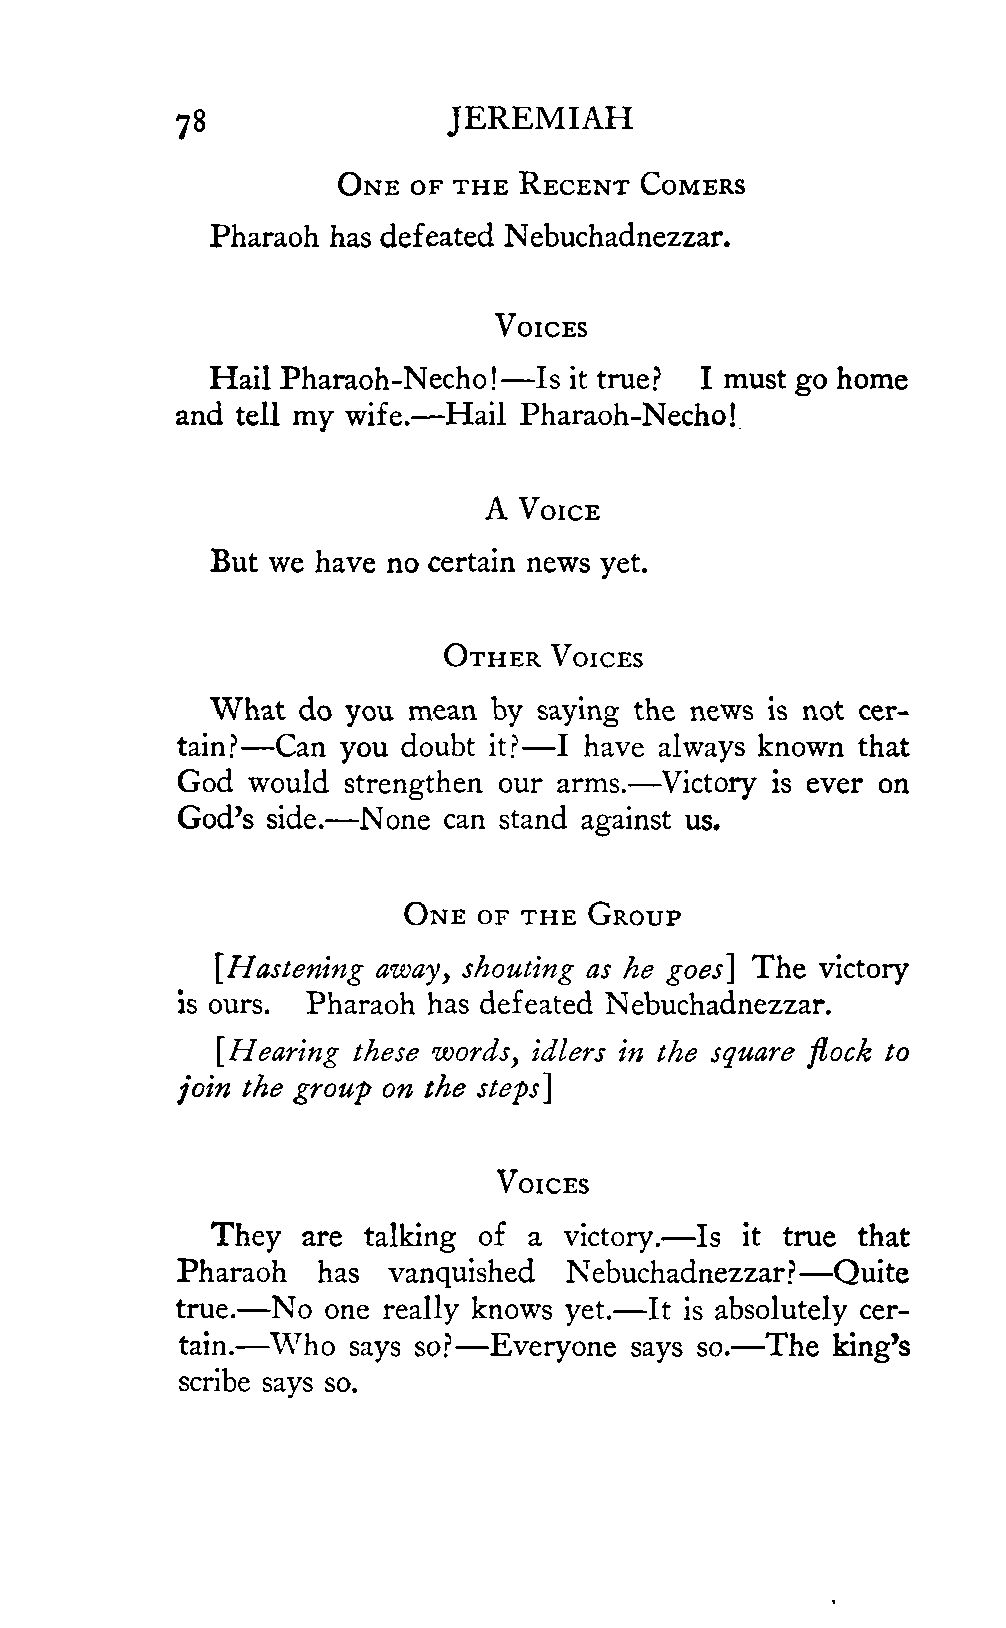 78 JEREMIAH
ONE OF THE RECENT COMERS
Pharaoh has defeated Nebuchadnezzar.
VOICES
Hail Pharaoh-Necho!—Is it true? I must go home
and tell my wife.—Hail Pharaoh-Necho!
A VOICE
But we have no certain news yet.
OTHER VOICES
What do you mean by saying the news is not cer-
tain?—Can you doubt it?—I have always known that
God would strengthen our arms.—Victory is ever on
God's side.—None can stand against us.
ONE OF THE GROUP
[Hastening away, shouting as he goes] The victory
is ours. Pharaoh has defeated Nebuchadnezzar.
[Hearing these words, idlers in the square flock to
join the group on the steps]
VOICES
They are talking of a victory.—Is it true that
Pharaoh has vanquished Nebuchadnezzar?—Quite
true.—No one really knows yet.—It is absolutely cer-
tain.—Who says so?—Everyone says so.—The king's
scribe says so.